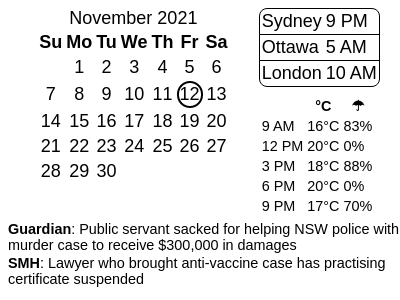 November 2021
Su Mo Tu We Th Fr Sa
1 2 3 4 5 6
7 8 9 10 11 12 13
14 15 16 17 18 19 20
21 22 23 24 25 26 27
28 29 30
Sydney 9 PM
Ottawa 5 AM
London 10 AM
°C ☂
9 AM 16°C 83%
12 PM 20°C 0%
3 PM 18°C 88%
6 PM 20°C 0%
9 PM 17°C 70%
Guardian: Public servant sacked for helping NSW police with
murder case to receive $300,000 in damages
SMH: Lawyer who brought anti-vaccine case has practising
certificate suspended